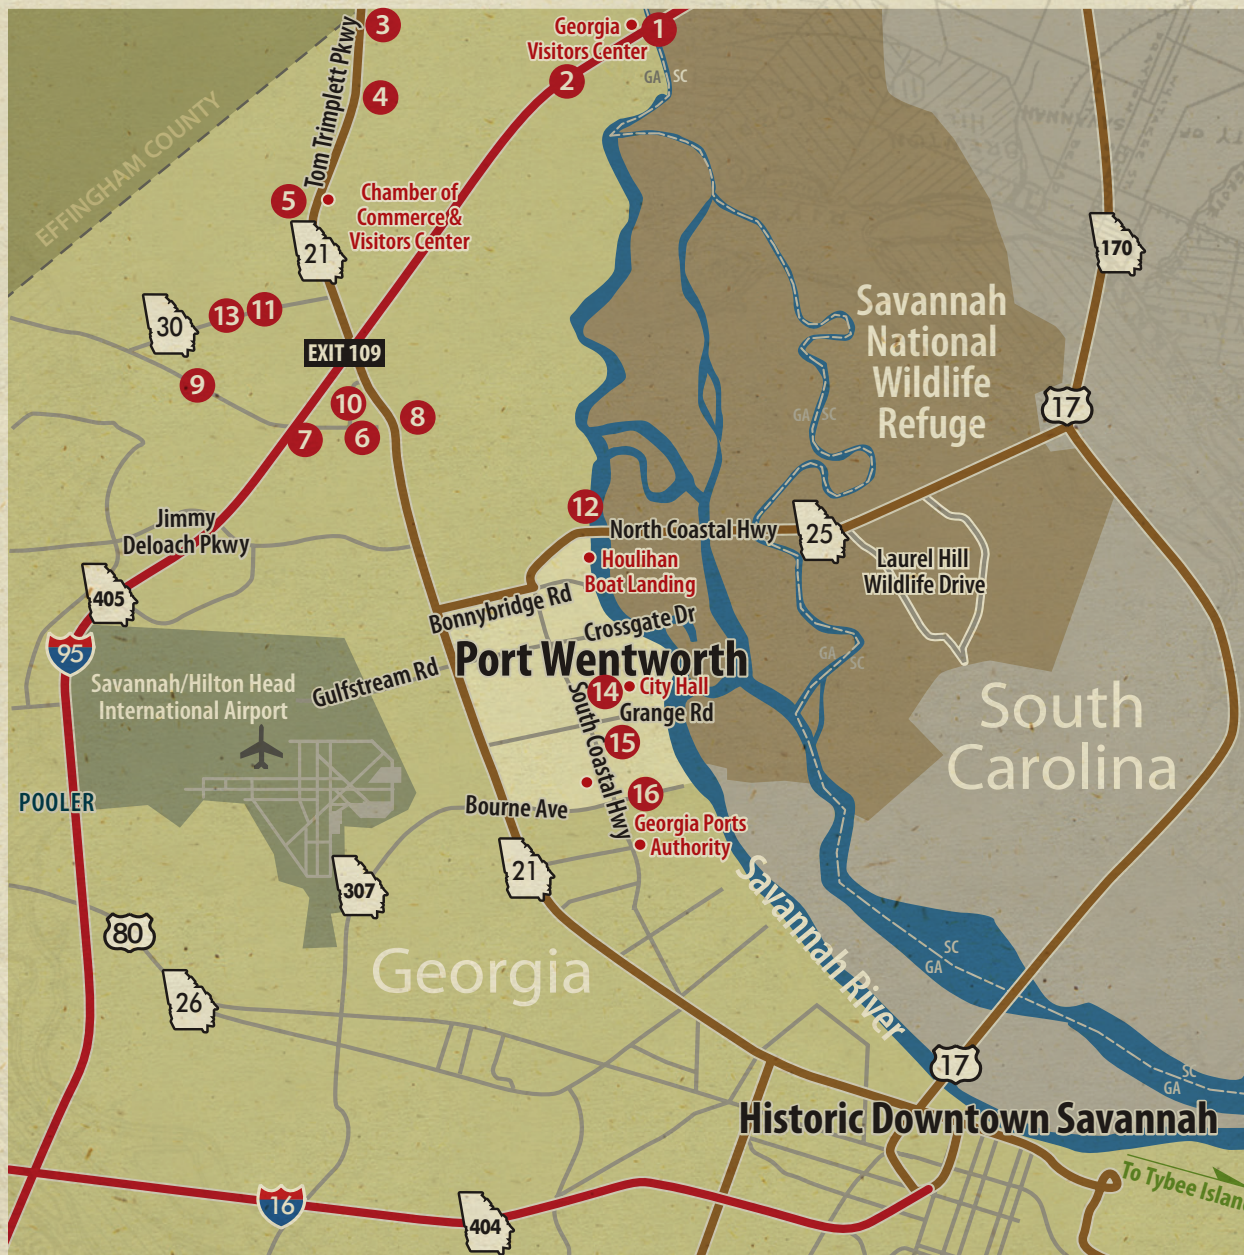 Georgia
Visitors Center
1
2
3
4
Tom Trimplett Pkwy
GA
SC
EFFINGHAM COUNTY
5
Chamber of
Commerce &
Visitors Center
21
170
30
13
11
EXIT 109
9
10
8
7
6
Savannah
National
Wildlife
Refuge
GA
SC
17
12
North Coastal Hwy
25
Jimmy
Deloach Pkwy
Houlihan
Boat Landing
Laurel Hill
Wildlife Drive
405
Bonnybridge Rd
Crossgate Dr
95
Port Wentworth
GA
SC
Savannah/Hilton Head
International Airport
Gulfstream Rd
14
City Hall
Grange Rd
South Coastal Hwy
15
South
Carolina
POOLER
Bourne Ave
16
Georgia Ports
Authority
21
307
80
Georgia
Savannah River
SC
GA
26
17
SC
GA
Historic Downtown Savannah
To Tybee Island
16
404